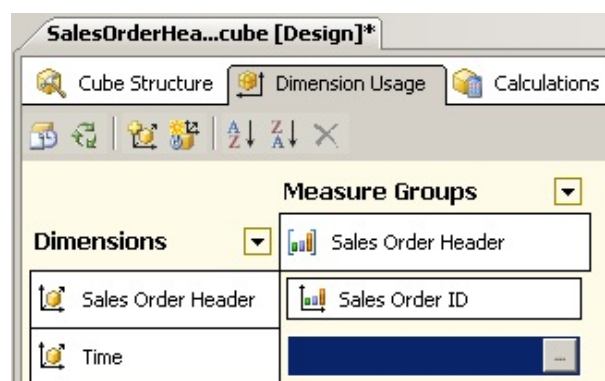 SalesOrderHea...cube [Design]*
Cube Structure Dimension Usage Calculations
Measure Groups
Dimensions
Sales Order Header
Sales Order Header Sales Order ID
Time ...